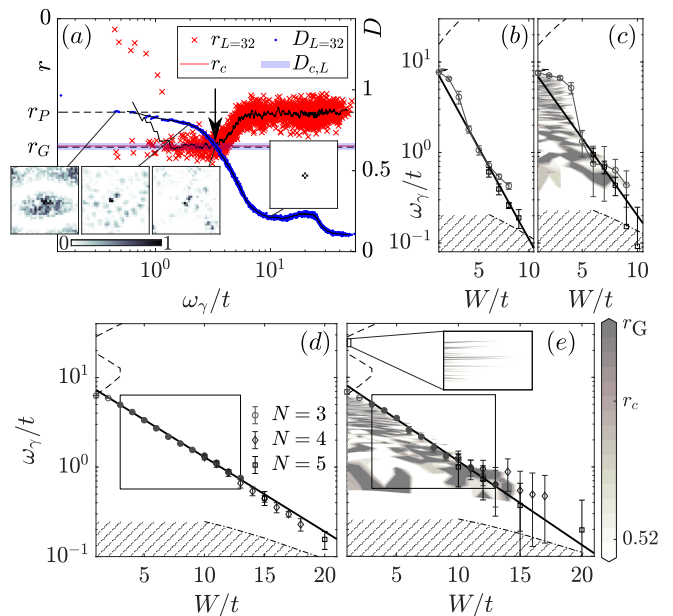 (a)
r_{L=32} D_{L=32}
r_c D_{c,L}
0
r
r_P
r_G
D
1
0.5
0
0 1
10^0 10^1
ω_γ/t
(b)
10^1
10^0
10^{-1}
ω_γ/t
5 10
W/t
(c)
5 10
W/t
(d)
10^1
10^0
10^{-1}
ω_γ/t
N = 3
N = 4
N = 5
5 10 15 20
W/t
(e)
5 10 15 20
W/t
r_G
r_c
0.52